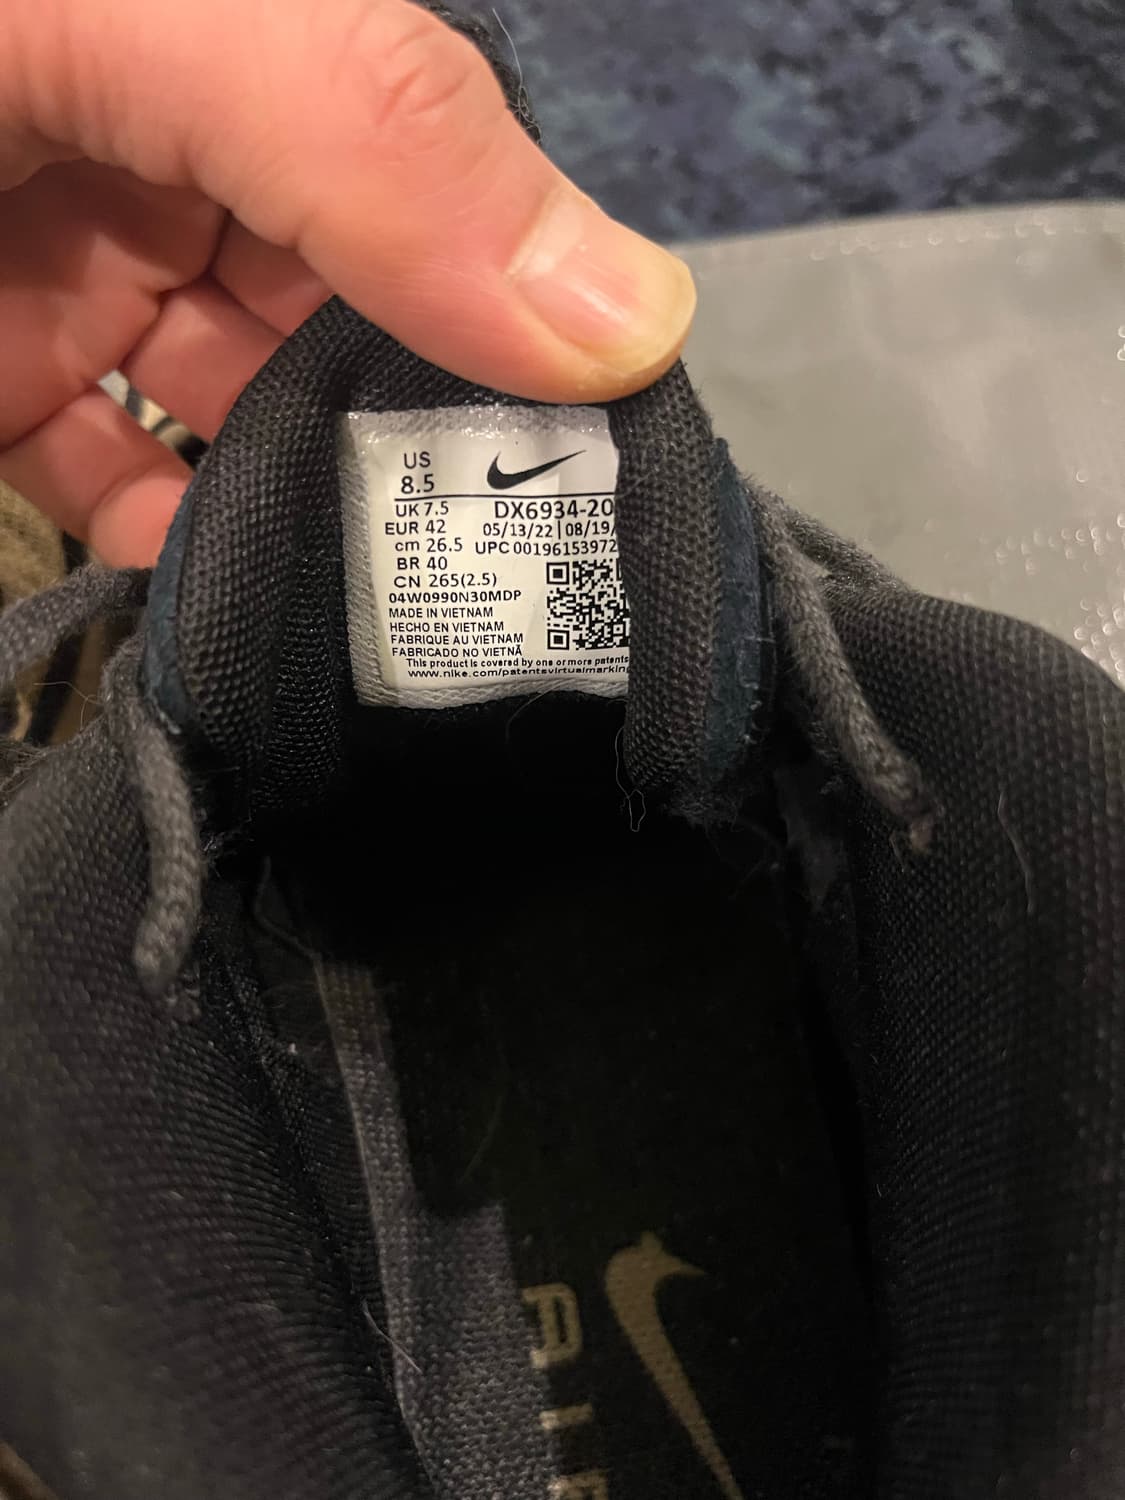 US
8.5
UK 7.5 DX6934-20
EUR 42 05/13/22|08/19/
cm 26.5 UPC 00196153972
BR 40
CN 265(2.5)
04W0990N30MDP
MADE IN VIETNAM
HECHO EN VIETNAM
FABRIQUE AU VIETNAM
FABRICADO NO VIETNÃ
This product is covered by one or more patents
www.nike.com/patentsvirtualmarking
AIR